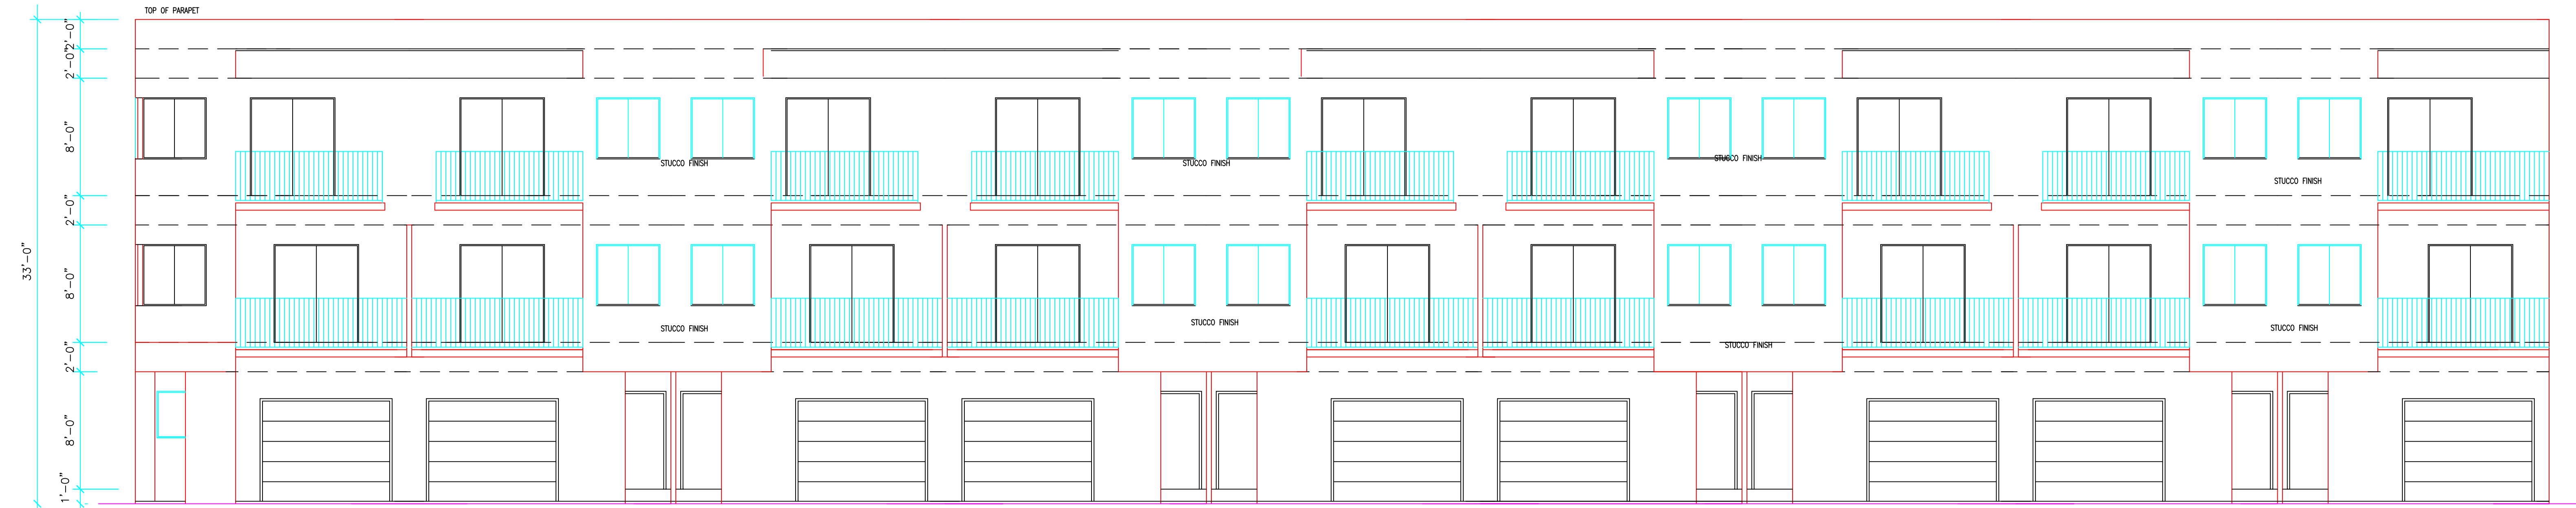 TOP OF PARAPET
2'-0"
2'-0"
8'-0"
STUCCO FINISH
STUCCO FINISH
STUCCO FINISH
STUCCO FINISH
2'-0"
33'-0"
8'-0"
STUCCO FINISH
STUCCO FINISH
STUCCO FINISH
STUCCO FINISH
2'-0"
8'-0"
1'-0"